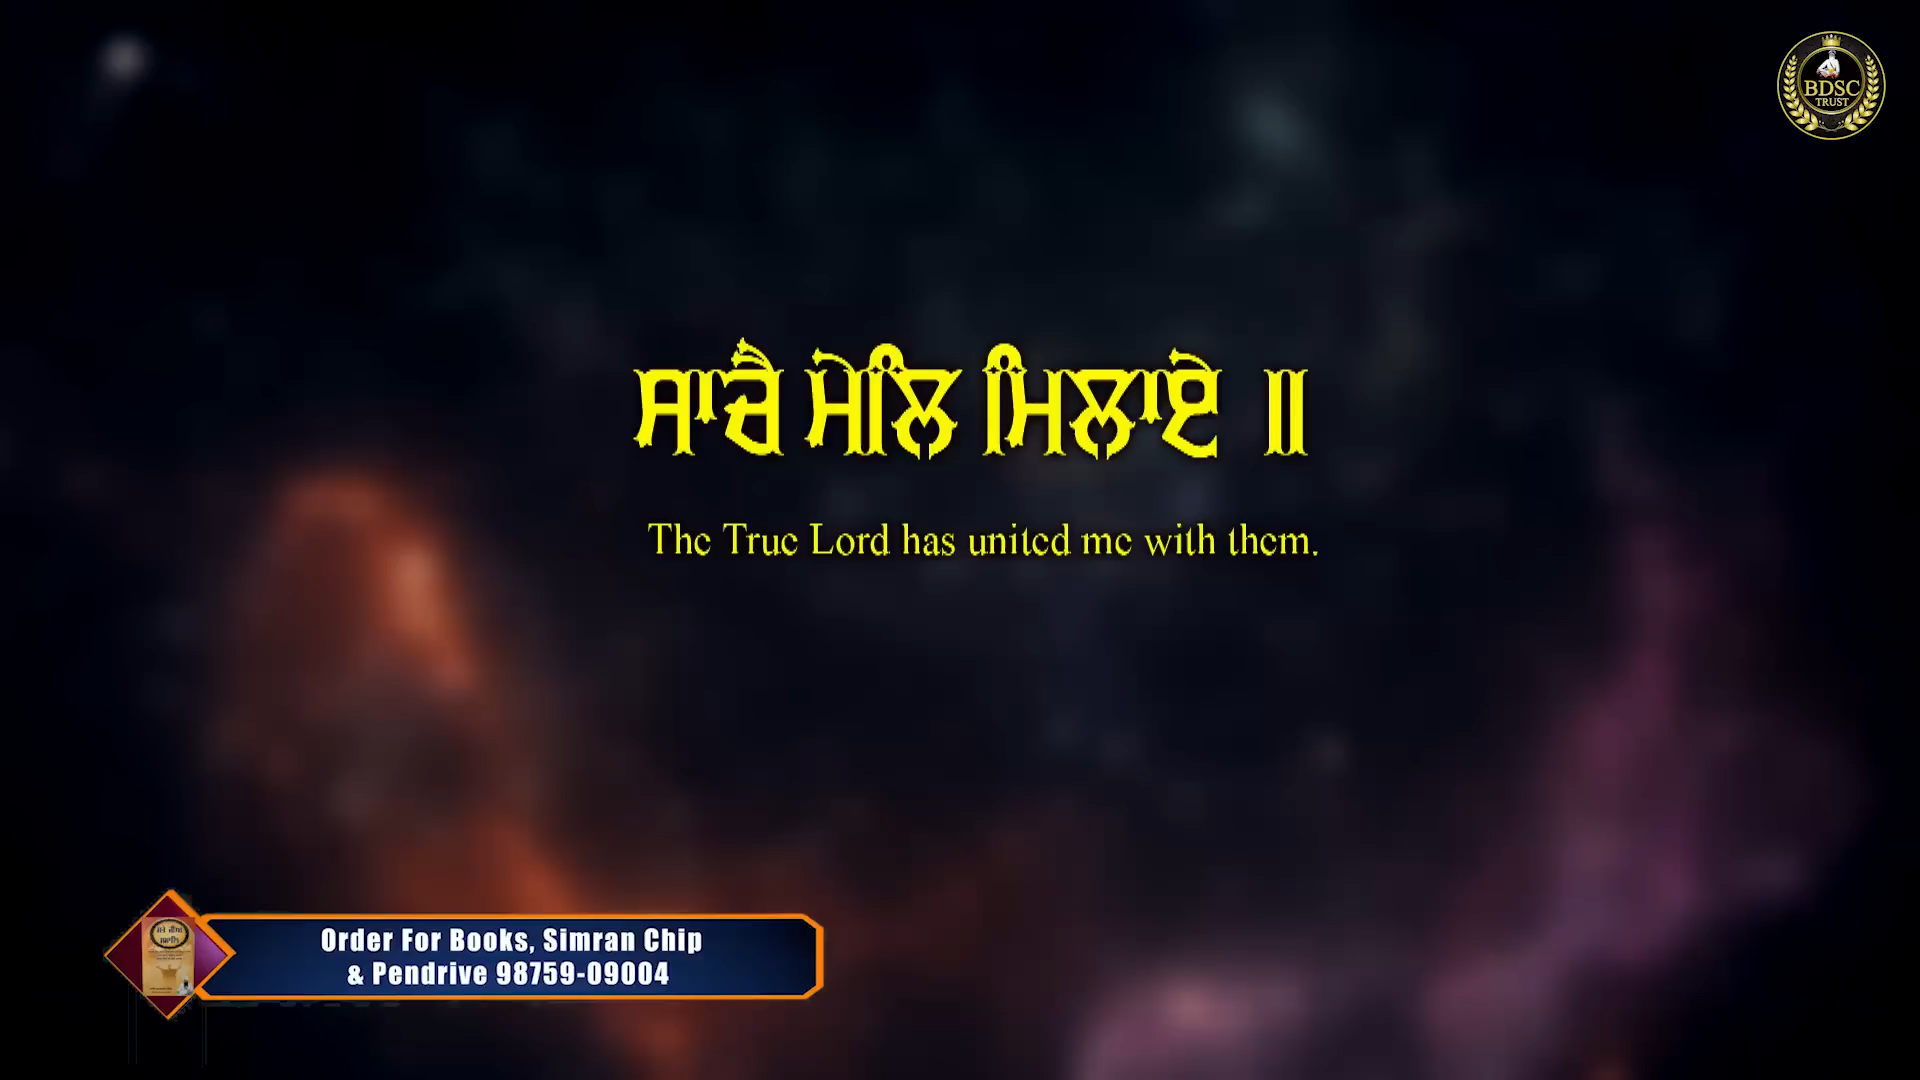 BDSC
TRUST
ਸਾਚੈ ਮੇਲਿ ਮਿਲਾਏ ॥
The True Lord has united me with them.
Order For Books, Simran Chip
& Pendrive 98759-09004